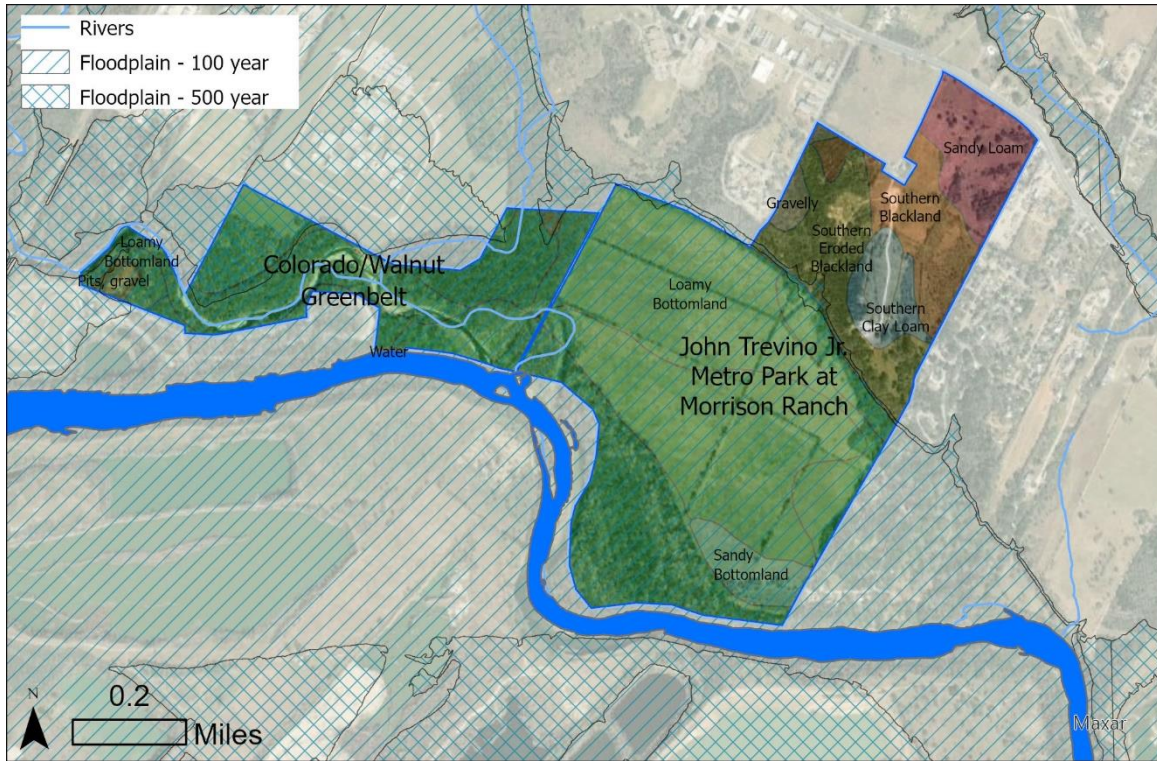 Rivers
Floodplain - 100 year
Floodplain - 500 year
Sandy Loam
Gravelly
Southern
Blackland
Southern
Eroded
Blackland
Southern
Clay Loam
Loamy
Bottomland
Pits, gravel
Colorado/Walnut
Greenbelt
Loamy
Bottomland
Water
John Trevino Jr.
Metro Park at
Morrison Ranch
Sandy
Bottomland
N
0.2
Miles
Maxar